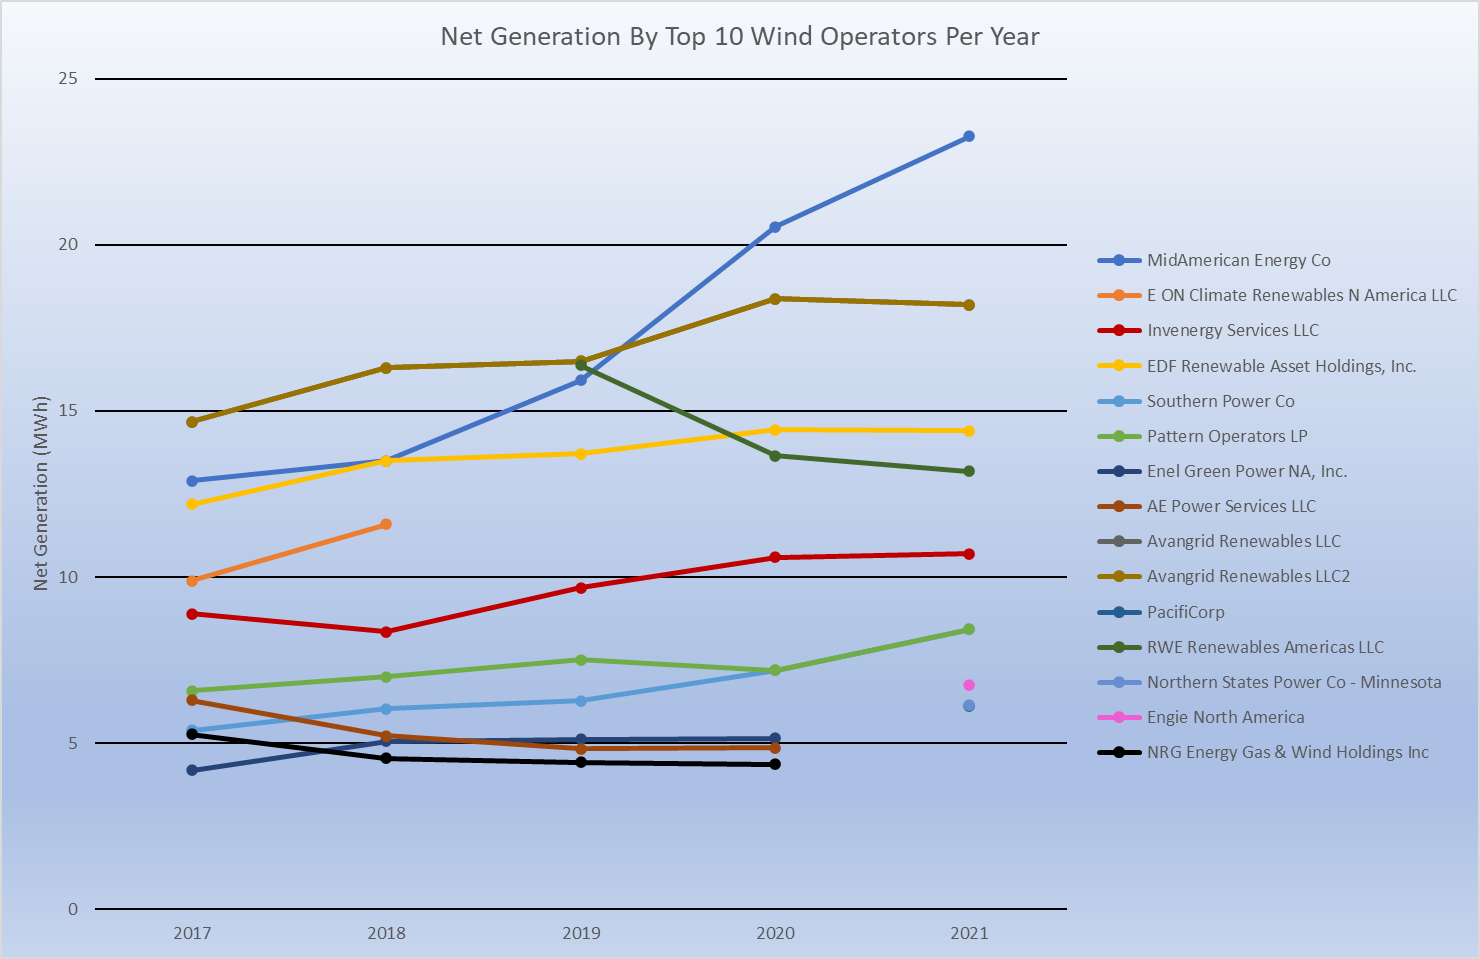 Net Generation By Top 10 Wind Operators Per Year
Net Generation (MWh)
25
20
15
10
5
0
2017 2018 2019 2020 2021
MidAmerican Energy Co
E ON Climate Renewables N America LLC
Invenergy Services LLC
EDF Renewable Asset Holdings, Inc.
Southern Power Co
Pattern Operators LP
Enel Green Power NA, Inc.
AE Power Services LLC
Avangrid Renewables LLC
Avangrid Renewables LLC2
PacifiCorp
RWE Renewables Americas LLC
Northern States Power Co - Minnesota
Engie North America
NRG Energy Gas & Wind Holdings Inc